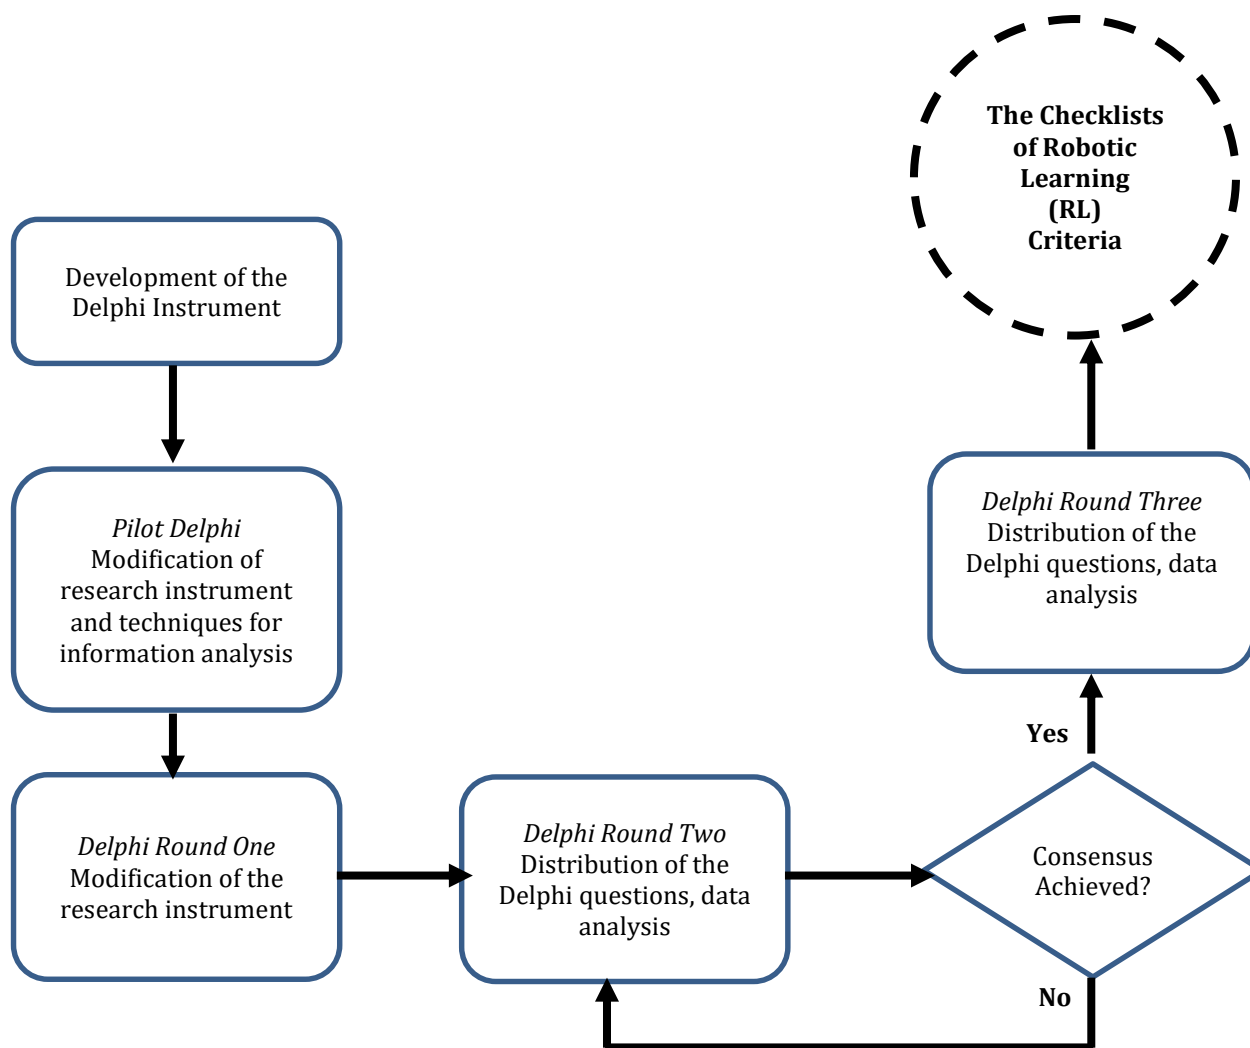 Development of the
Delphi Instrument
Pilot Delphi
Modification of
research instrument
and techniques for
information analysis
Delphi Round One
Modification of the
research instrument
Delphi Round Two
Distribution of the
Delphi questions, data
analysis
Consensus
Achieved?
No
Yes
Delphi Round Three
Distribution of the
Delphi questions, data
analysis
The Checklists
of Robotic
Learning
(RL)
Criteria